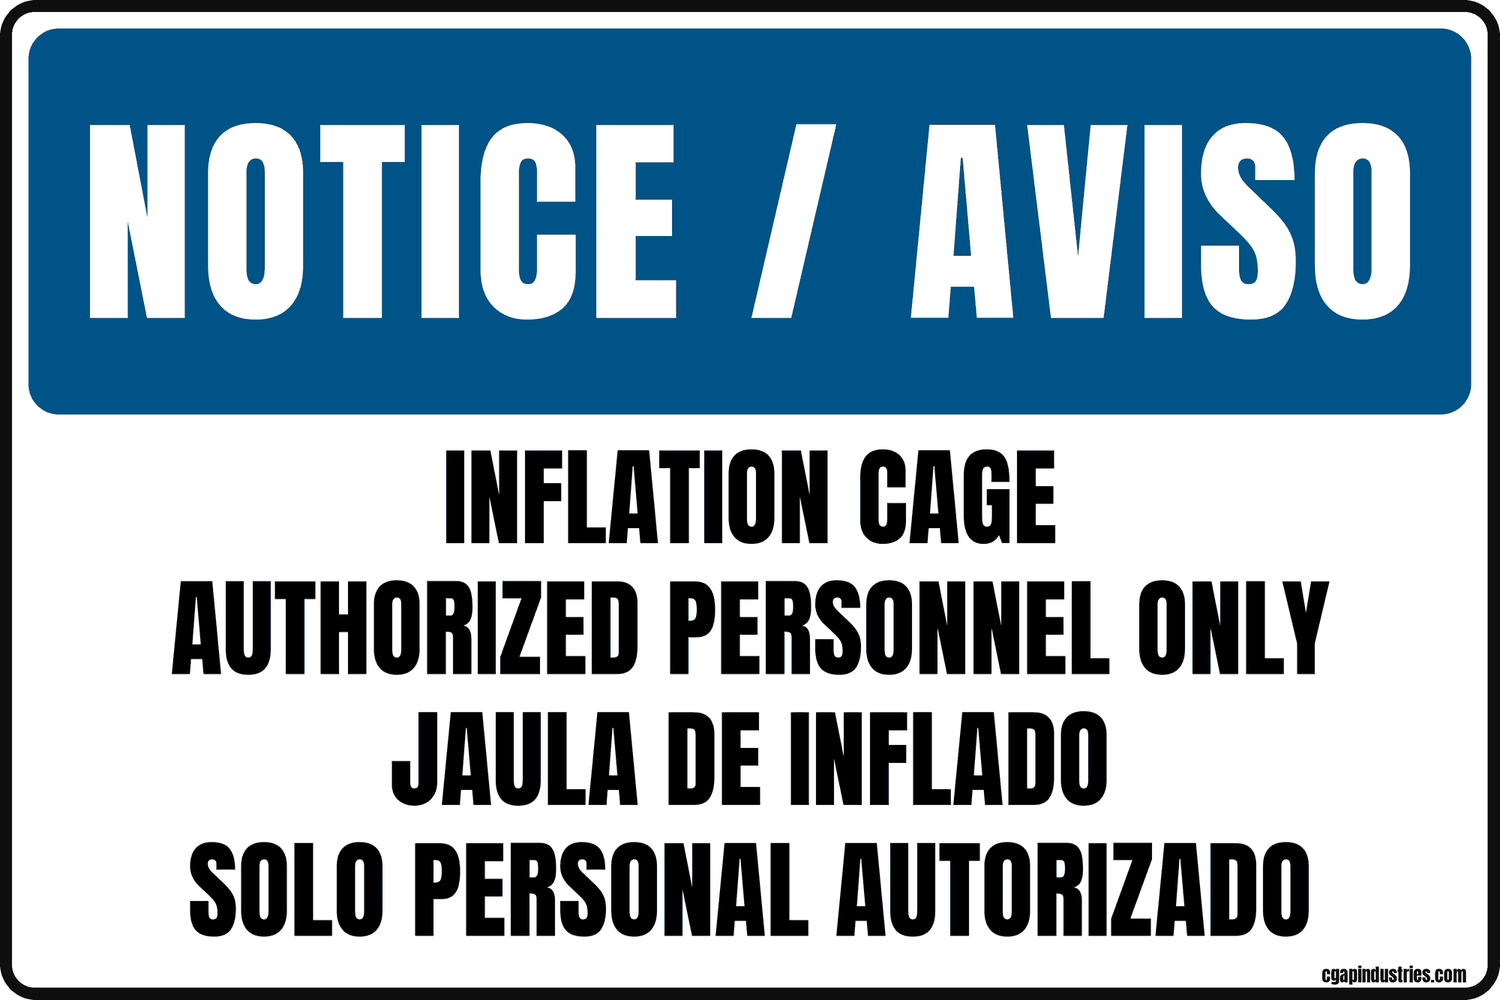 NOTICE / AVISO
INFLATION CAGE
AUTHORIZED PERSONNEL ONLY
JAULA DE INFLADO
SOLO PERSONAL AUTORIZADO
cgapindustries.com